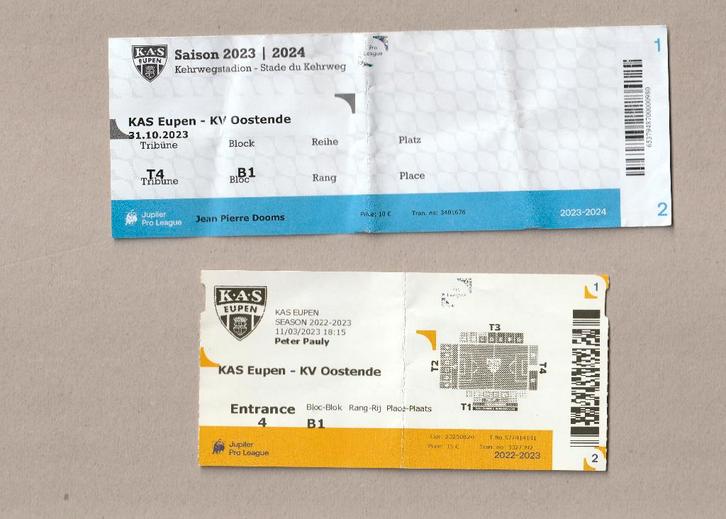 K·A·S
EUPEN
Saison 2023 | 2024
Kehrwegstadion - Stade du Kehrweg
Pro
League
1
KAS Eupen - KV Oostende
31.10.2023
Tribüne Block Reihe Platz
T4 B1
Tribune Bloc Rang Place
Jupiler
Pro League
Jean Pierre Dooms
Prize: 10 €
2023-2024
2
K·A·S
EUPEN
KAS EUPEN
SEASON 2022-2023
11/03/2023 18:15
Peter Pauly
1
T3
T2
T4
T1
KAS Eupen - KV Oostende
Entrance Bloc-Blok Rang-Rij Place-Plaats
4 B1
Jupiler
Pro League
2022-2023
2